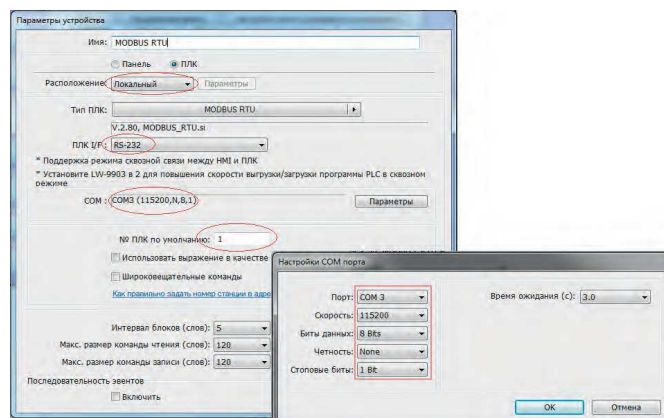 Параметры устройства
Имя: MODBUS RTU
Панель ПЛК
Расположение: Локальный Параметры
Тип ПЛК: MODBUS RTU
V.2.80, MODBUS_RTU.si
ПЛК I/F: RS-232
* Поддержка режима сквозной связи между HMI и ПЛК
* Установите LW-9903 в 2 для повышения скорости выгрузки/загрузки программы PLC в сквозном
режиме
COM : COM3 (115200,N,8,1) Параметры
№ ПЛК по умолчанию: 1
Использовать выражение в качестве
Широковещательные команды
Как правильно задать номер станции в адре
Интервал блоков (слов): 5
Макс. размер команды чтения (слов): 120
Макс. размер команды записи (слов): 120
Последовательность эвентов
Включить
Настройки COM порта
Порт: COM 3
Время ожидания (с): 3.0
Скорость: 115200
Биты данных: 8 Bits
Четность: None
Стоповые биты: 1 Bit
OK Отмена